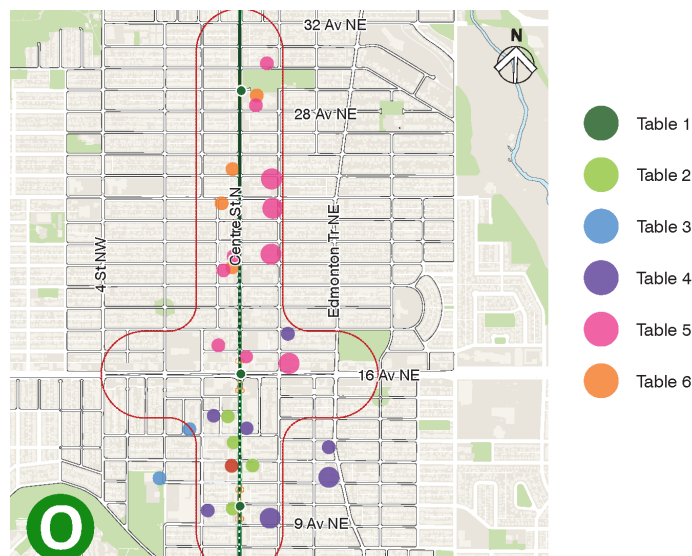 32 Av NE
N
28 Av NE
Table 1
Table 2
Table 3
Centre St N
4 St NW
Edmonton Tr NE
Table 4
Table 5
Table 6
16 Av NE
O
9 Av NE